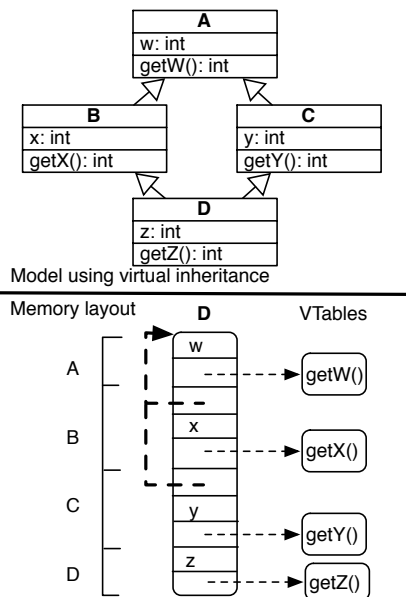 A
w: int
getW(): int
B
x: int
getX(): int
C
y: int
getY(): int
D
z: int
getZ(): int
Model using virtual inheritance
Memory layout
D
VTables
w
A
getW()
x
B
getX()
C
y
getY()
z
D
getZ()